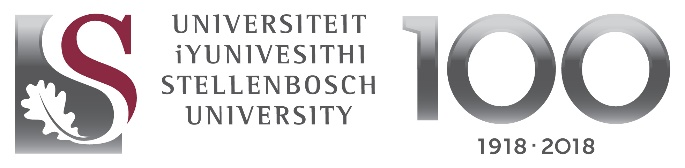 S
UNIVERSITEIT
iYUNIVESITHI
STELLENBOSCH
UNIVERSITY
100
1918 · 2018